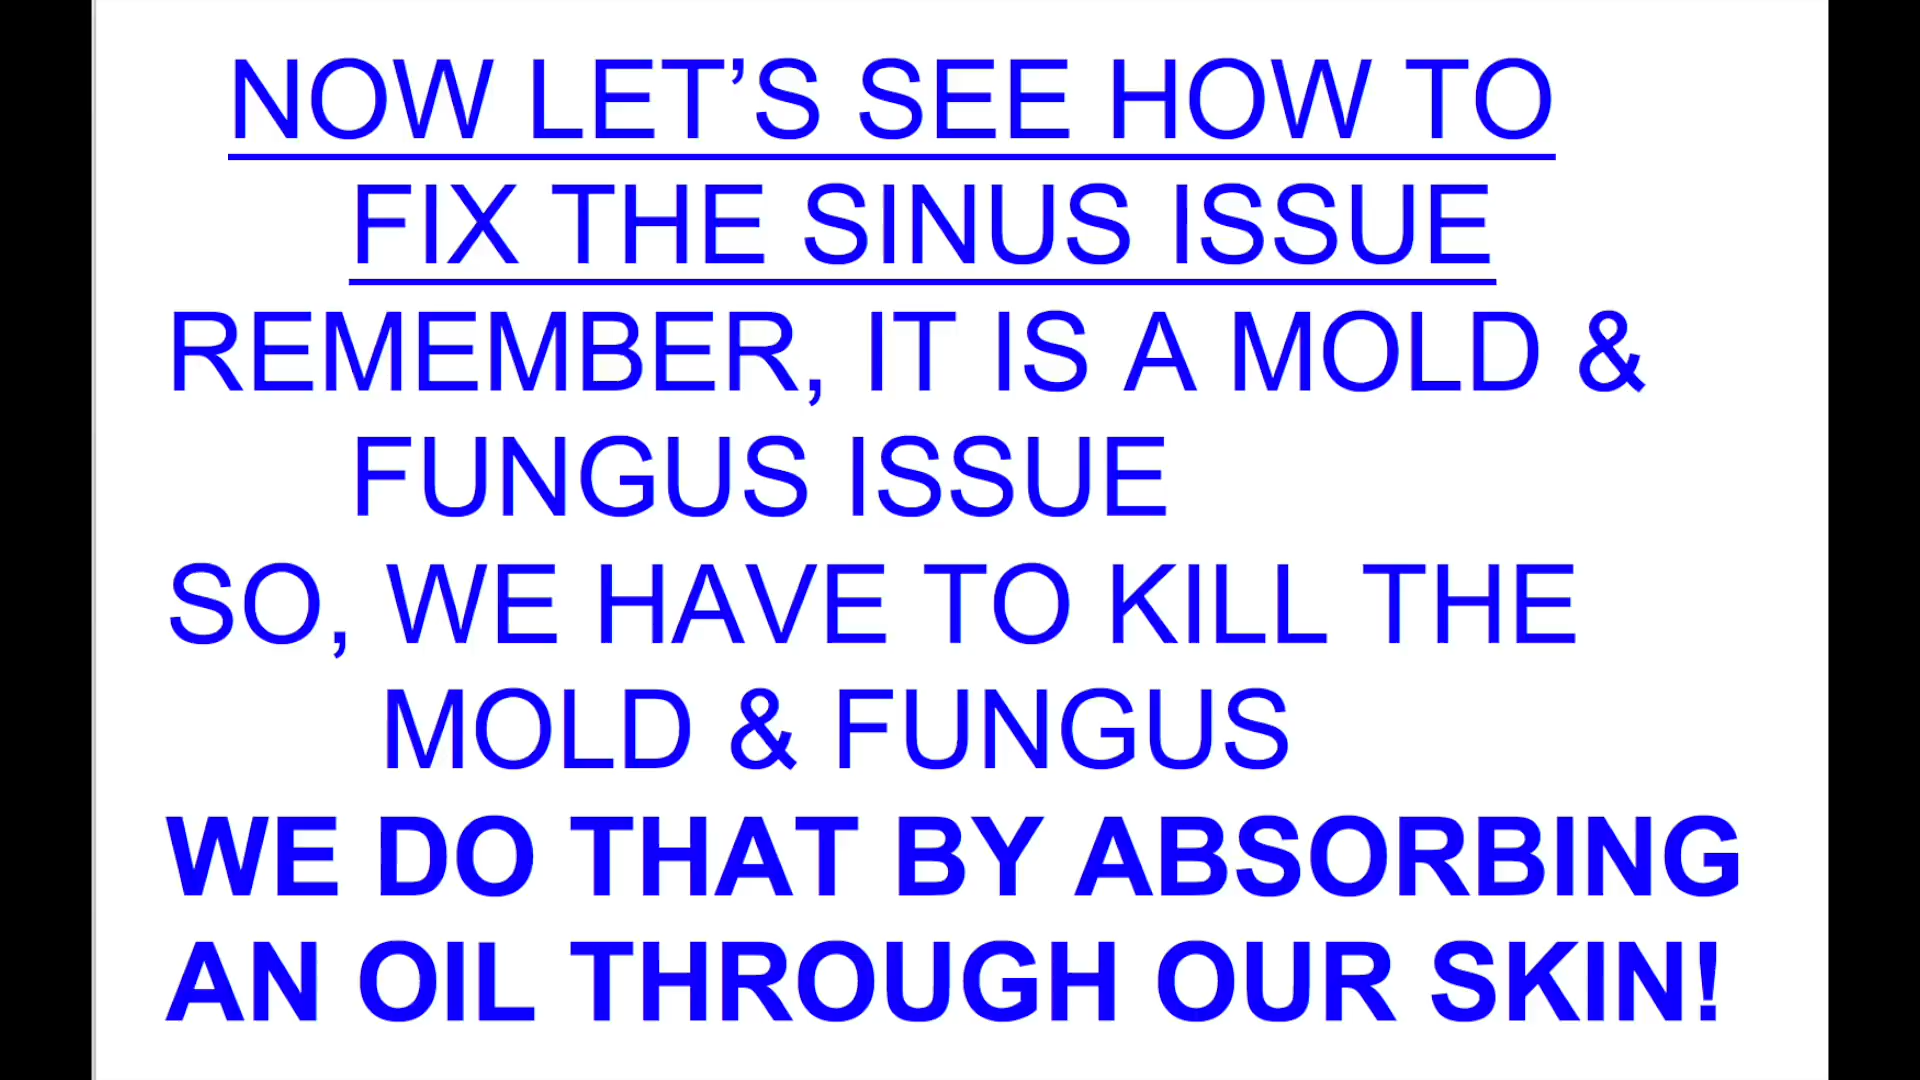 NOW LET’S SEE HOW TO
FIX THE SINUS ISSUE
REMEMBER, IT IS A MOLD &
FUNGUS ISSUE
SO, WE HAVE TO KILL THE
MOLD & FUNGUS
WE DO THAT BY ABSORBING
AN OIL THROUGH OUR SKIN!